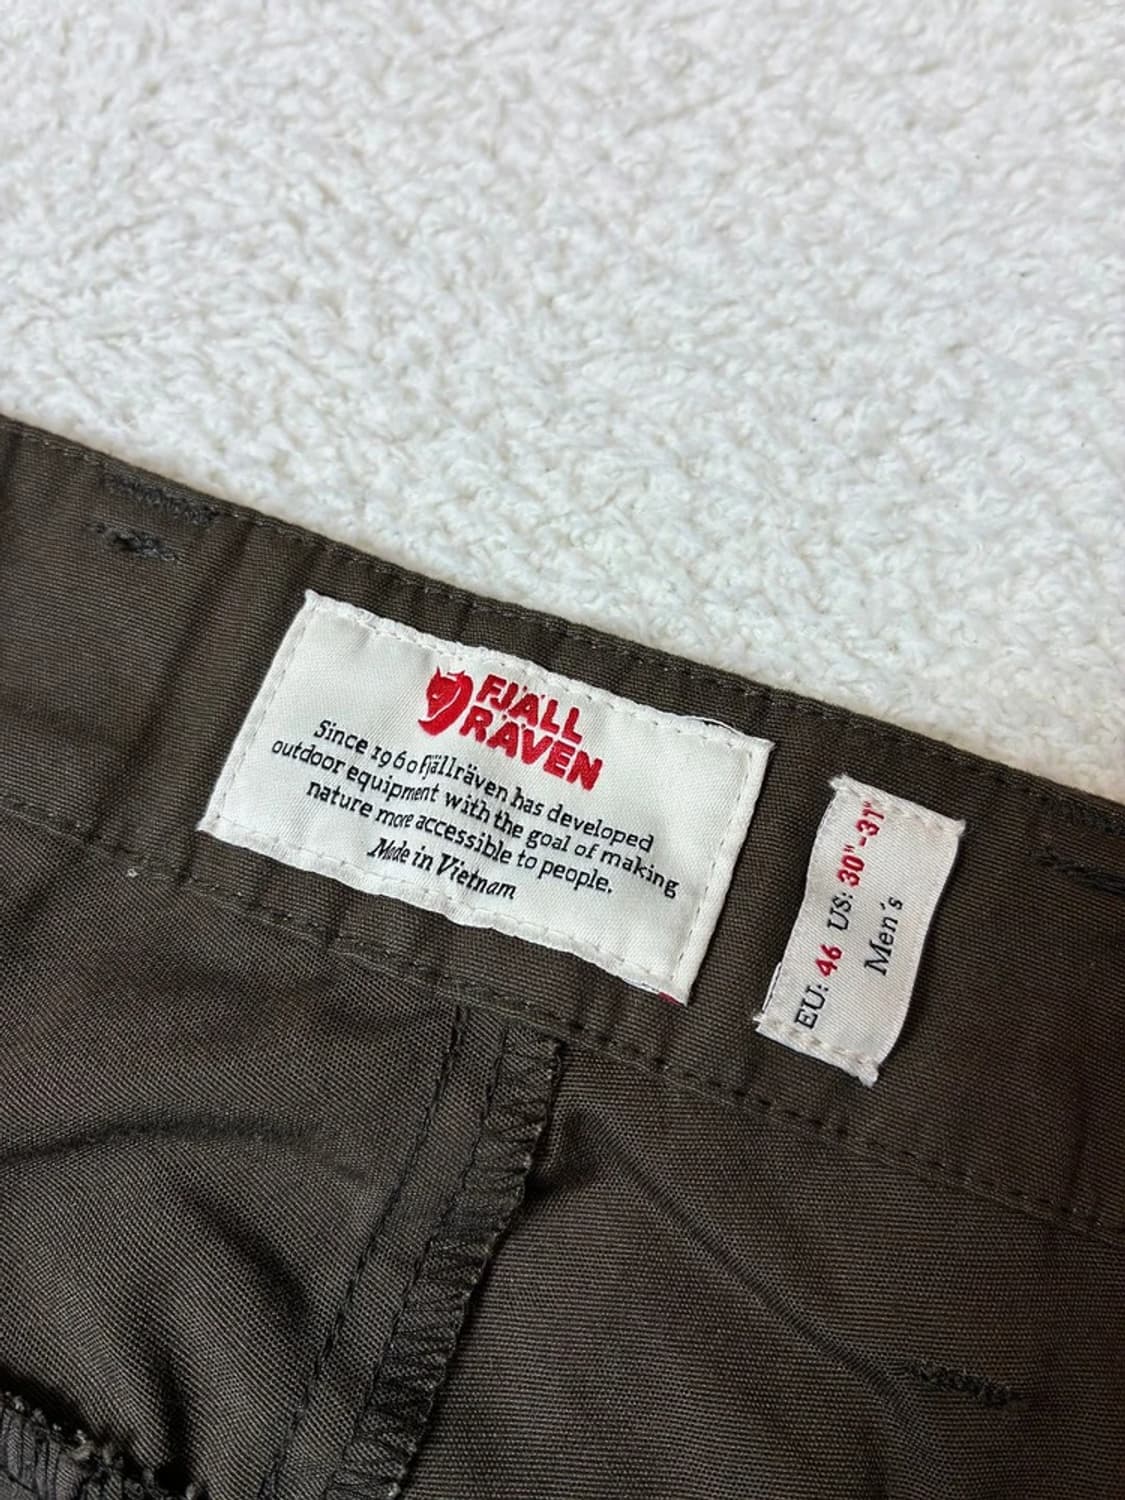 FJÄLL
RÄVEN
Since 1960 Fjällräven has developed
outdoor equipment with the goal of making
nature more accessible to people.
Made in Vietnam
EU: 46 US: 30"-31"
Men's